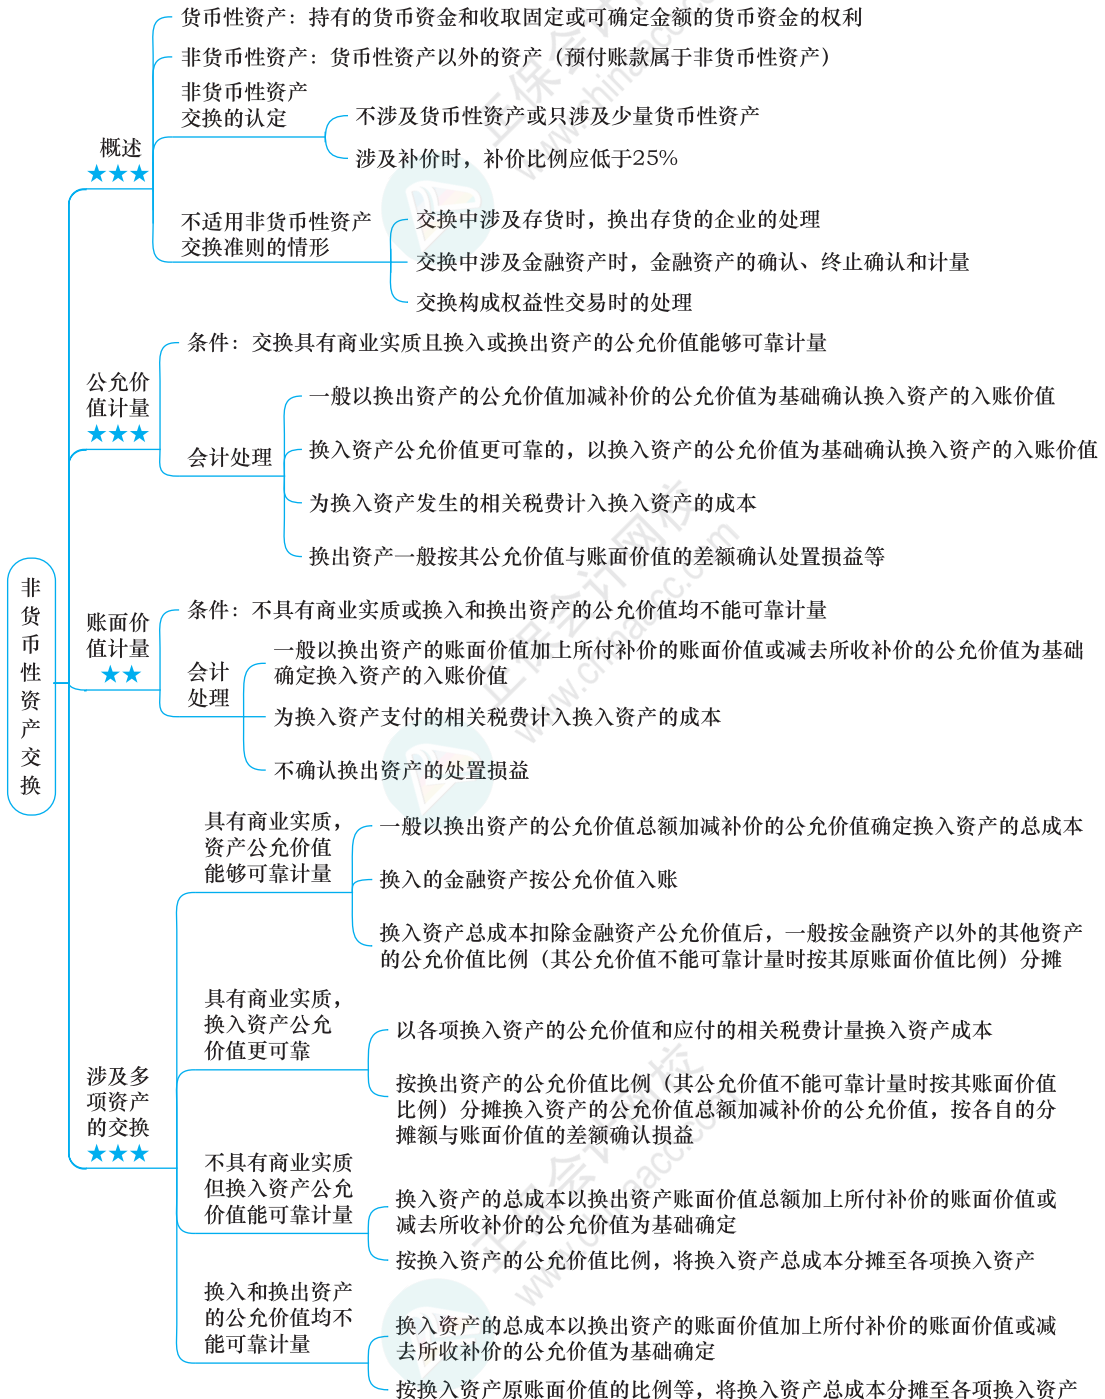 货币性资产：持有的货币资金和收取固定或可确定金额的货币资金的权利
非货币性资产：货币性资产以外的资产（预付账款属于非货币性资产）
非货币性资产
交换的认定
不涉及货币性资产或只涉及少量货币性资产
涉及补价时，补价比例应低于25%
概述
★★★
不适用非货币性资产
交换准则的情形
交换中涉及存货时，换出存货的企业的处理
交换中涉及金融资产时，金融资产的确认、终止确认和计量
交换构成权益性交易时的处理
条件：交换具有商业实质且换入或换出资产的公允价值能够可靠计量
公允价
值计量
★★★
会计处理
一般以换出资产的公允价值加减补价的公允价值为基础确认换入资产的入账价值
换入资产公允价值更可靠的，以换入资产的公允价值为基础确认换入资产的入账价值
为换入资产发生的相关税费计入换入资产的成本
换出资产一般按其公允价值与账面价值的差额确认处置损益等
非货币性资产交换
条件：不具有商业实质或换入和换出资产的公允价值均不能可靠计量
账面价
值计量
★★
会计
处理
一般以换出资产的账面价值加上所付补价的账面价值或减去所收补价的公允价值为基础
确定换入资产的入账价值
为换入资产支付的相关税费计入换入资产的成本
不确认换出资产的处置损益
具有商业实质，
资产公允价值
能够可靠计量
一般以换出资产的公允价值总额加减补价的公允价值确定换入资产的总成本
换入的金融资产按公允价值入账
换入资产总成本扣除金融资产公允价值后，一般按金融资产以外的其他资产
的公允价值比例（其公允价值不能可靠计量时按其原账面价值比例）分摊
具有商业实质，
换入资产公允
价值更可靠
以各项换入资产的公允价值和应付的相关税费计量换入资产成本
按换出资产的公允价值比例（其公允价值不能可靠计量时按其账面价值
比例）分摊换入资产的公允价值总额加减补价的公允价值，按各自的分
摊额与账面价值的差额确认损益
涉及多
项资产
的交换
★★★
不具有商业实质
但换入资产公允
价值能可靠计量
换入资产的总成本以换出资产账面价值总额加上所付补价的账面价值或
减去所收补价的公允价值为基础确定
按换入资产的公允价值比例，将换入资产总成本分摊至各项换入资产
换入和换出资产
的公允价值均不
能可靠计量
换入资产的总成本以换出资产的账面价值加上所付补价的账面价值或减
去所收补价的公允价值为基础确定
按换入资产原账面价值的比例等，将换入资产总成本分摊至各项换入资产
正保会计网校
www.chinaacc.com
正保会计网校
www.chinaacc.com
正保会计网校
www.chinaacc.com